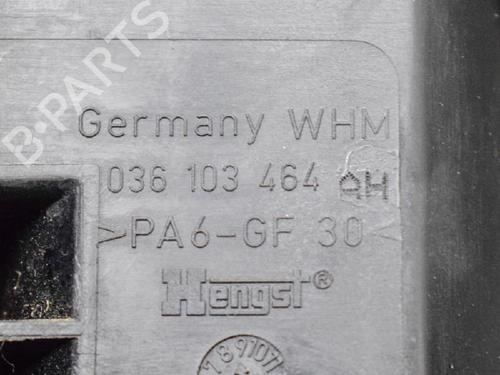 B-PARTS
Germany WHM
036 103 464 AH
>PA6-GF 30<
Hengst®